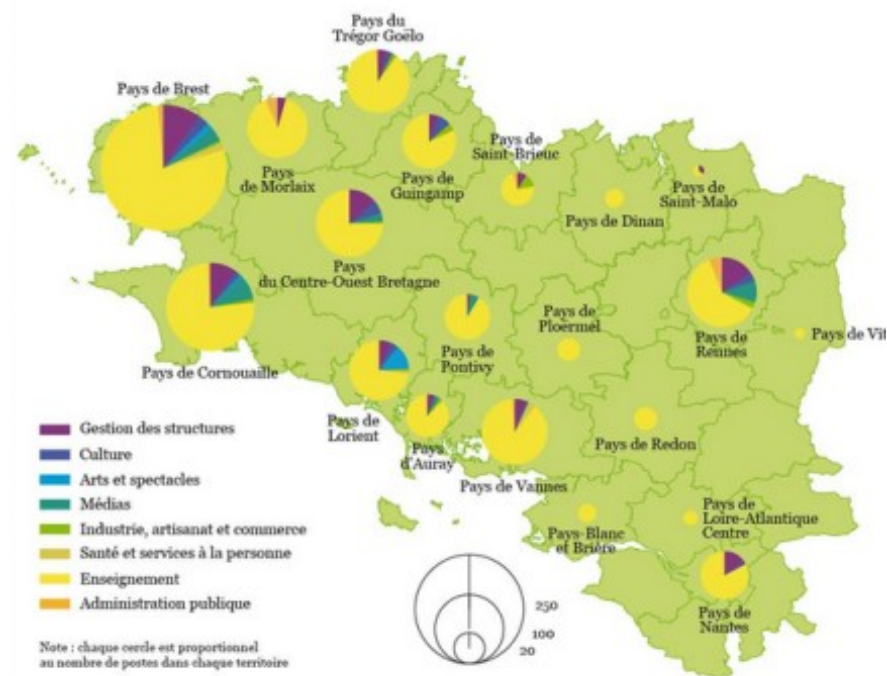 Pays du
Trégor Goëlo
Pays de Brest
Pays
de Morlaix
Pays de
Guingamp
Pays de
Saint-Brieuc
Pays de Dinan
Pays de
Saint-Malo
Pays
du Centre-Ouest Bretagne
Pays de Cornouaille
Pays de
Pontivy
Pays de
Ploërmel
Pays de
Rennes
Pays de Vit
Pays de
Lorient
Pays
d'Auray
Pays de Vannes
Pays de Redon
Pays-Blanc
et Brière
Pays de
Loire-Atlantique
Centre
Pays de
Nantes
Gestion des structures
Culture
Arts et spectacles
Médias
Industrie, artisanat et commerce
Santé et services à la personne
Enseignement
Administration publique
250
100
20
Note : chaque cercle est proportionnel
au nombre de postes dans chaque territoire